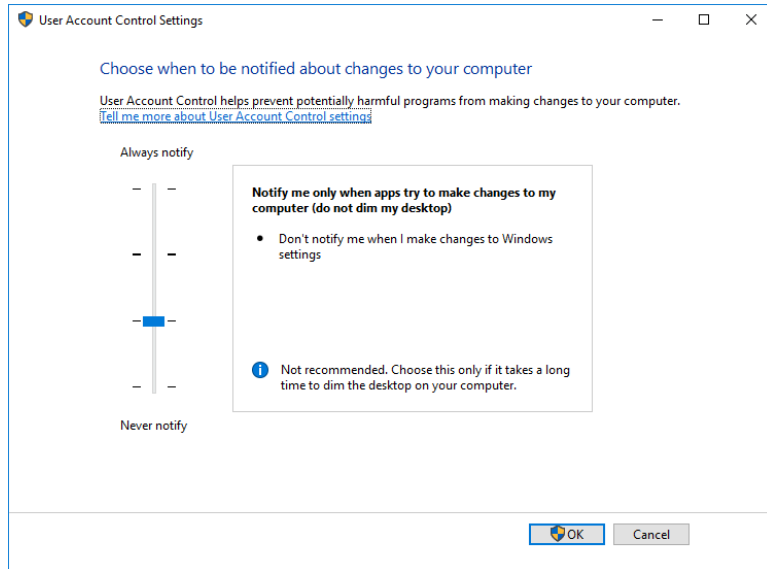 User Account Control Settings
Choose when to be notified about changes to your computer
User Account Control helps prevent potentially harmful programs from making changes to your computer.
Tell me more about User Account Control settings
Always notify
Notify me only when apps try to make changes to my
computer (do not dim my desktop)
• Don't notify me when I make changes to Windows
settings
Not recommended. Choose this only if it takes a long
time to dim the desktop on your computer.
Never notify
OK
Cancel